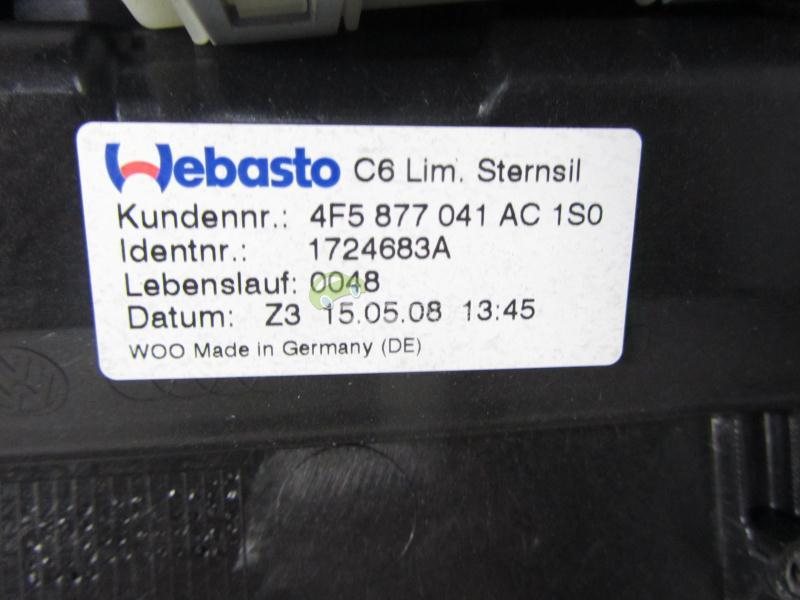 Webasto C6 Lim. Sternsil
Kundennr.: 4F5 877 041 AC 1S0
Identnr.: 1724683A
Lebenslauf: 0048
Datum: Z3 15.05.08 13:45
WOO Made in Germany (DE)